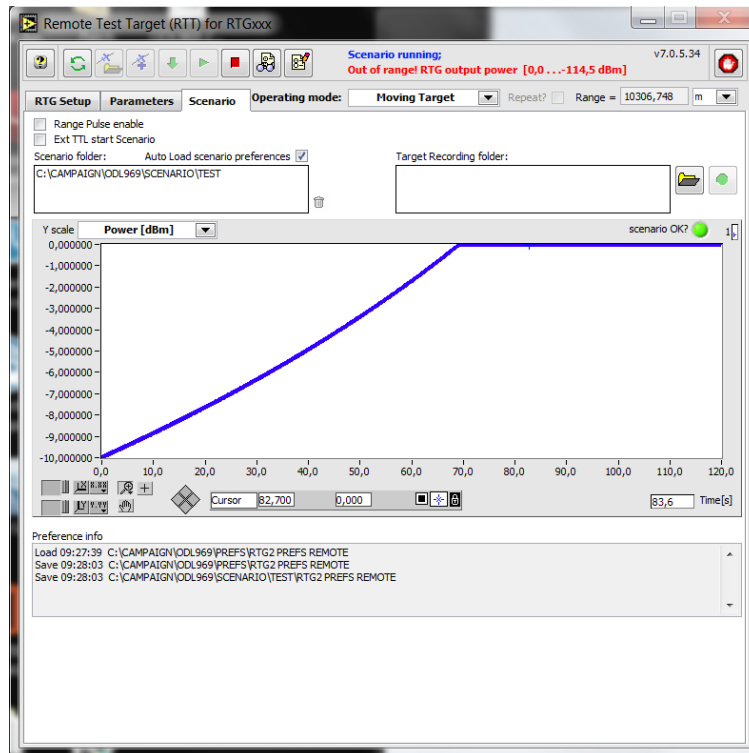 Remote Test Target (RTT) for RTGxxx
Scenario running;
v7.0.5.34
Out of range! RTG output power [0,0 . . .-114,5 dBm]
RTG Setup Parameters Scenario Operating mode: Moving Target Repeat? Range = 10306,748 m
Range Pulse enable
Ext TTL start Scenario
Scenario folder: Auto Load scenario preferences Target Recording folder:
C:\CAMPAIGN\ODL969\SCENARIO\TEST
Y scale Power [dBm] scenario OK? 1
0,000000
-1,000000
-2,000000
-3,000000
-4,000000
-5,000000
-6,000000
-7,000000
-8,000000
-9,000000
-10,000000
0,0 10,0 20,0 30,0 40,0 50,0 60,0 70,0 80,0 90,0 100,0 110,0 120,0
Cursor 82,700 0,000 83,6 Time[s]
Preference info
Load 09:27:39 C:\CAMPAIGN\ODL969\PREFS\RTG2 PREFS REMOTE
Save 09:28:03 C:\CAMPAIGN\ODL969\PREFS\RTG2 PREFS REMOTE
Save 09:28:03 C:\CAMPAIGN\ODL969\SCENARIO\TEST\RTG2 PREFS REMOTE